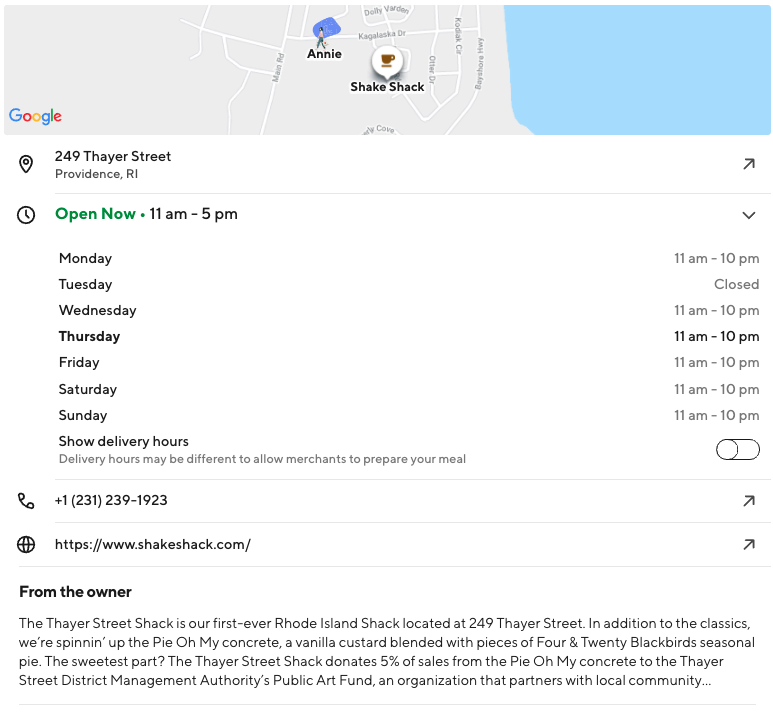 Dolly Varden
Kagalaska Dr
Annie
Main Rd
Otter Dr
Kodiak Cir
Bayshore Hwy
Shake Shack
Google
ly Cove
249 Thayer Street
Providence, RI
Open Now • 11 am - 5 pm
Monday 11 am - 10 pm
Tuesday Closed
Wednesday 11 am - 10 pm
Thursday 11 am - 10 pm
Friday 11 am - 10 pm
Saturday 11 am - 10 pm
Sunday 11 am - 10 pm
Show delivery hours
Delivery hours may be different to allow merchants to prepare your meal
+1 (231) 239-1923
https://www.shakeshack.com/
From the owner
The Thayer Street Shack is our first-ever Rhode Island Shack located at 249 Thayer Street. In addition to the classics,
we’re spinnin’ up the Pie Oh My concrete, a vanilla custard blended with pieces of Four & Twenty Blackbirds seasonal
pie. The sweetest part? The Thayer Street Shack donates 5% of sales from the Pie Oh My concrete to the Thayer
Street District Management Authority’s Public Art Fund, an organization that partners with local community...